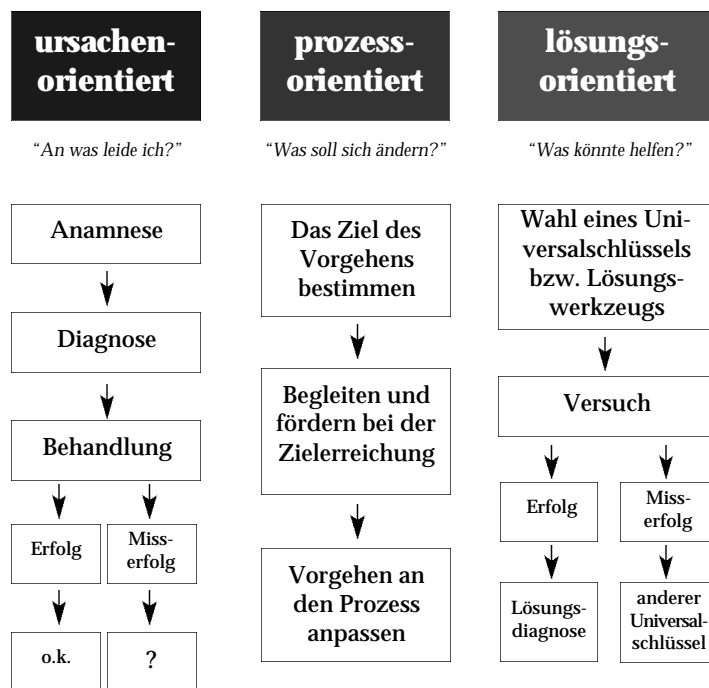 ursachen-
orientiert
“An was leide ich?”
Anamnese
Diagnose
Behandlung
Erfolg
Miss-
erfolg
o.k.
?
prozess-
orientiert
“Was soll sich ändern?”
Das Ziel des
Vorgehens
bestimmen
Begleiten und
fördern bei der
Zielerreichung
Vorgehen an
den Prozess
anpassen
lösungs-
orientiert
“Was könnte helfen?”
Wahl eines Uni-
versalschlüssels
bzw. Lösungs-
werkzeugs
Versuch
Erfolg
Miss-
erfolg
Lösungs-
diagnose
anderer
Universal-
schlüssel